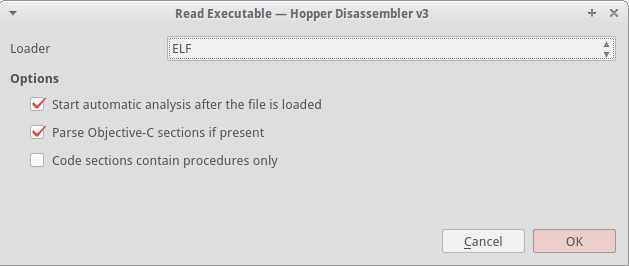 Read Executable — Hopper Disassembler v3
Loader
ELF
Options
Start automatic analysis after the file is loaded
Parse Objective-C sections if present
Code sections contain procedures only
Cancel
OK